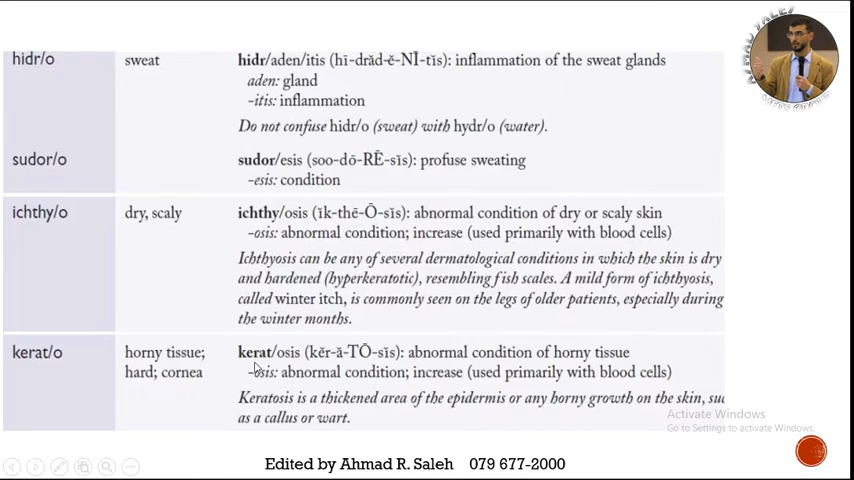 hidr/o sweat hidr/aden/itis (hī-drăd-ĕ-NĪ-tĭs): inflammation of the sweat glands
aden: gland
–itis: inflammation
Do not confuse hidr/o (sweat) with hydr/o (water).
sudor/o sudor/esis (soo-dō-RĒ-sĭs): profuse sweating
–esis: condition
ichthy/o dry, scaly ichthy/osis (ĭk-thē-Ō-sĭs): abnormal condition of dry or scaly skin
–osis: abnormal condition; increase (used primarily with blood cells)
Ichthyosis can be any of several dermatological conditions in which the skin is dry
and hardened (hyperkeratotic), resembling fish scales. A mild form of ichthyosis,
called winter itch, is commonly seen on the legs of older patients, especially during
the winter months.
kerat/o horny tissue; kerat/osis (kĕr-ă-TŌ-sĭs): abnormal condition of horny tissue
hard; cornea –osis: abnormal condition; increase (used primarily with blood cells)
Keratosis is a thickened area of the epidermis or any horny growth on the skin, suc
as a callus or wart.
Activate Windows
Go to Settings to activate Windows.
Edited by Ahmad R. Saleh 079 677-2000